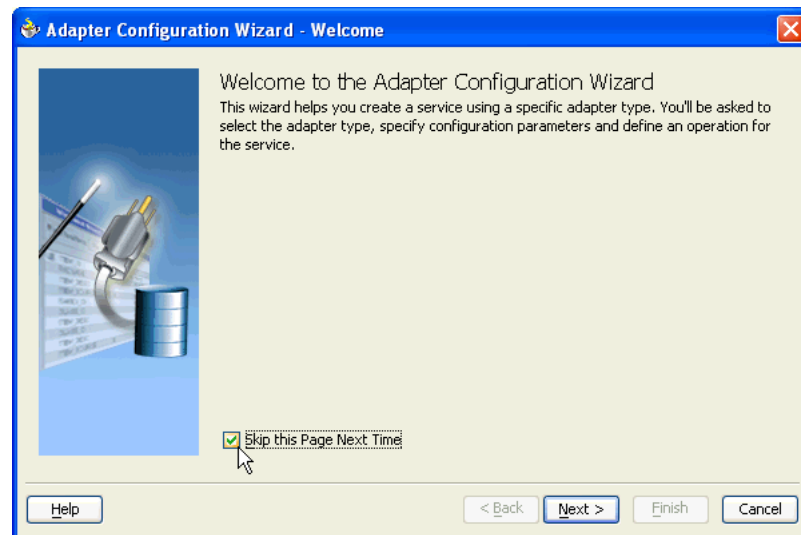 Adapter Configuration Wizard - Welcome
Welcome to the Adapter Configuration Wizard
This wizard helps you create a service using a specific adapter type. You'll be asked to
select the adapter type, specify configuration parameters and define an operation for
the service.
Skip this Page Next Time
Help
< Back
Next >
Finish
Cancel